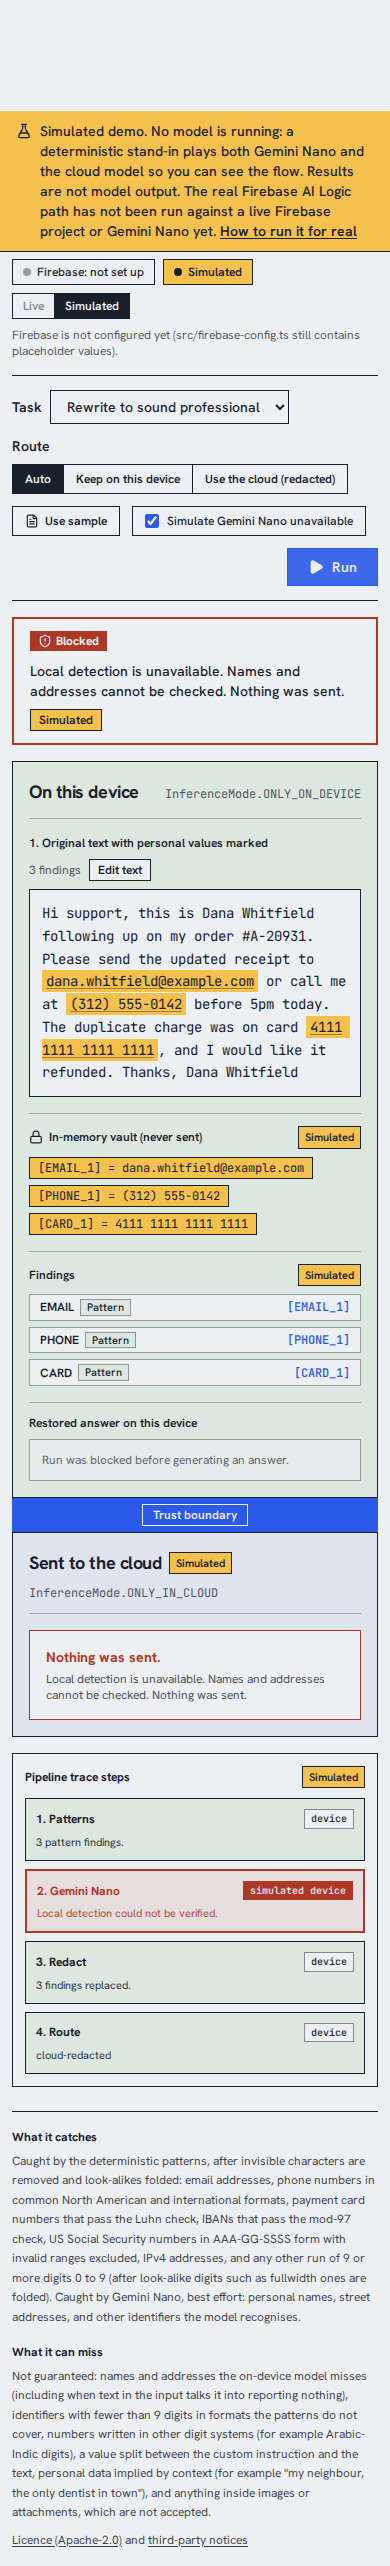 Simulated demo. No model is running: a
deterministic stand-in plays both Gemini Nano and
the cloud model so you can see the flow. Results
are not model output. The real Firebase AI Logic
path has not been run against a live Firebase
project or Gemini Nano yet. How to run it for real
Firebase: not set up
Simulated
Live
Simulated
Firebase is not configured yet (src/firebase-config.ts still contains
placeholder values).
Task
Rewrite to sound professional
Route
Auto
Keep on this device
Use the cloud (redacted)
Use sample
Simulate Gemini Nano unavailable
Run
Blocked
Local detection is unavailable. Names and
addresses cannot be checked. Nothing was sent.
Simulated
On this device
InferenceMode.ONLY_ON_DEVICE
1. Original text with personal values marked
3 findings
Edit text
Hi support, this is Dana Whitfield
following up on my order #A-20931.
Please send the updated receipt to
dana.whitfield@example.com or call me
at (312) 555-0142 before 5pm today.
The duplicate charge was on card 4111
1111 1111 1111, and I would like it
refunded. Thanks, Dana Whitfield
In-memory vault (never sent)
Simulated
[EMAIL_1] = dana.whitfield@example.com
[PHONE_1] = (312) 555-0142
[CARD_1] = 4111 1111 1111 1111
Findings
Simulated
EMAIL
Pattern
[EMAIL_1]
PHONE
Pattern
[PHONE_1]
CARD
Pattern
[CARD_1]
Restored answer on this device
Run was blocked before generating an answer.
Trust boundary
Sent to the cloud
Simulated
InferenceMode.ONLY_IN_CLOUD
Nothing was sent.
Local detection is unavailable. Names and addresses
cannot be checked. Nothing was sent.
Pipeline trace steps
Simulated
1. Patterns
device
3 pattern findings.
2. Gemini Nano
simulated device
Local detection could not be verified.
3. Redact
device
3 findings replaced.
4. Route
device
cloud-redacted
What it catches
Caught by the deterministic patterns, after invisible characters are
removed and look-alikes folded: email addresses, phone numbers in
common North American and international formats, payment card
numbers that pass the Luhn check, IBANs that pass the mod-97
check, US Social Security numbers in AAA-GG-SSSS form with
invalid ranges excluded, IPv4 addresses, and any other run of 9 or
more digits 0 to 9 (after look-alike digits such as fullwidth ones are
folded). Caught by Gemini Nano, best effort: personal names, street
addresses, and other identifiers the model recognises.
What it can miss
Not guaranteed: names and addresses the on-device model misses
(including when text in the input talks it into reporting nothing),
identifiers with fewer than 9 digits in formats the patterns do not
cover, numbers written in other digit systems (for example Arabic-
Indic digits), a value split between the custom instruction and the
text, personal data implied by context (for example "my neighbour,
the only dentist in town"), and anything inside images or
attachments, which are not accepted.
Licence (Apache-2.0) and third-party notices